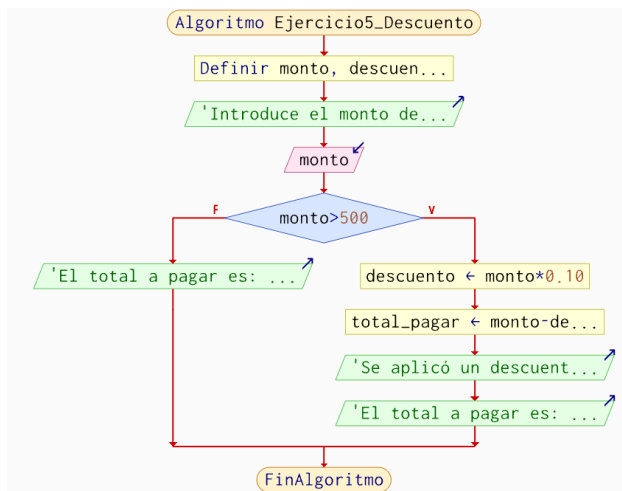 Algoritmo Ejercicio5_Descuento
Definir monto, descuen...
'Introduce el monto de...
monto
monto>500
F
V
'El total a pagar es: ...
descuento ← monto*0.10
total_pagar ← monto-de...
'Se aplicó un descuent...
'El total a pagar es: ...
FinAlgoritmo